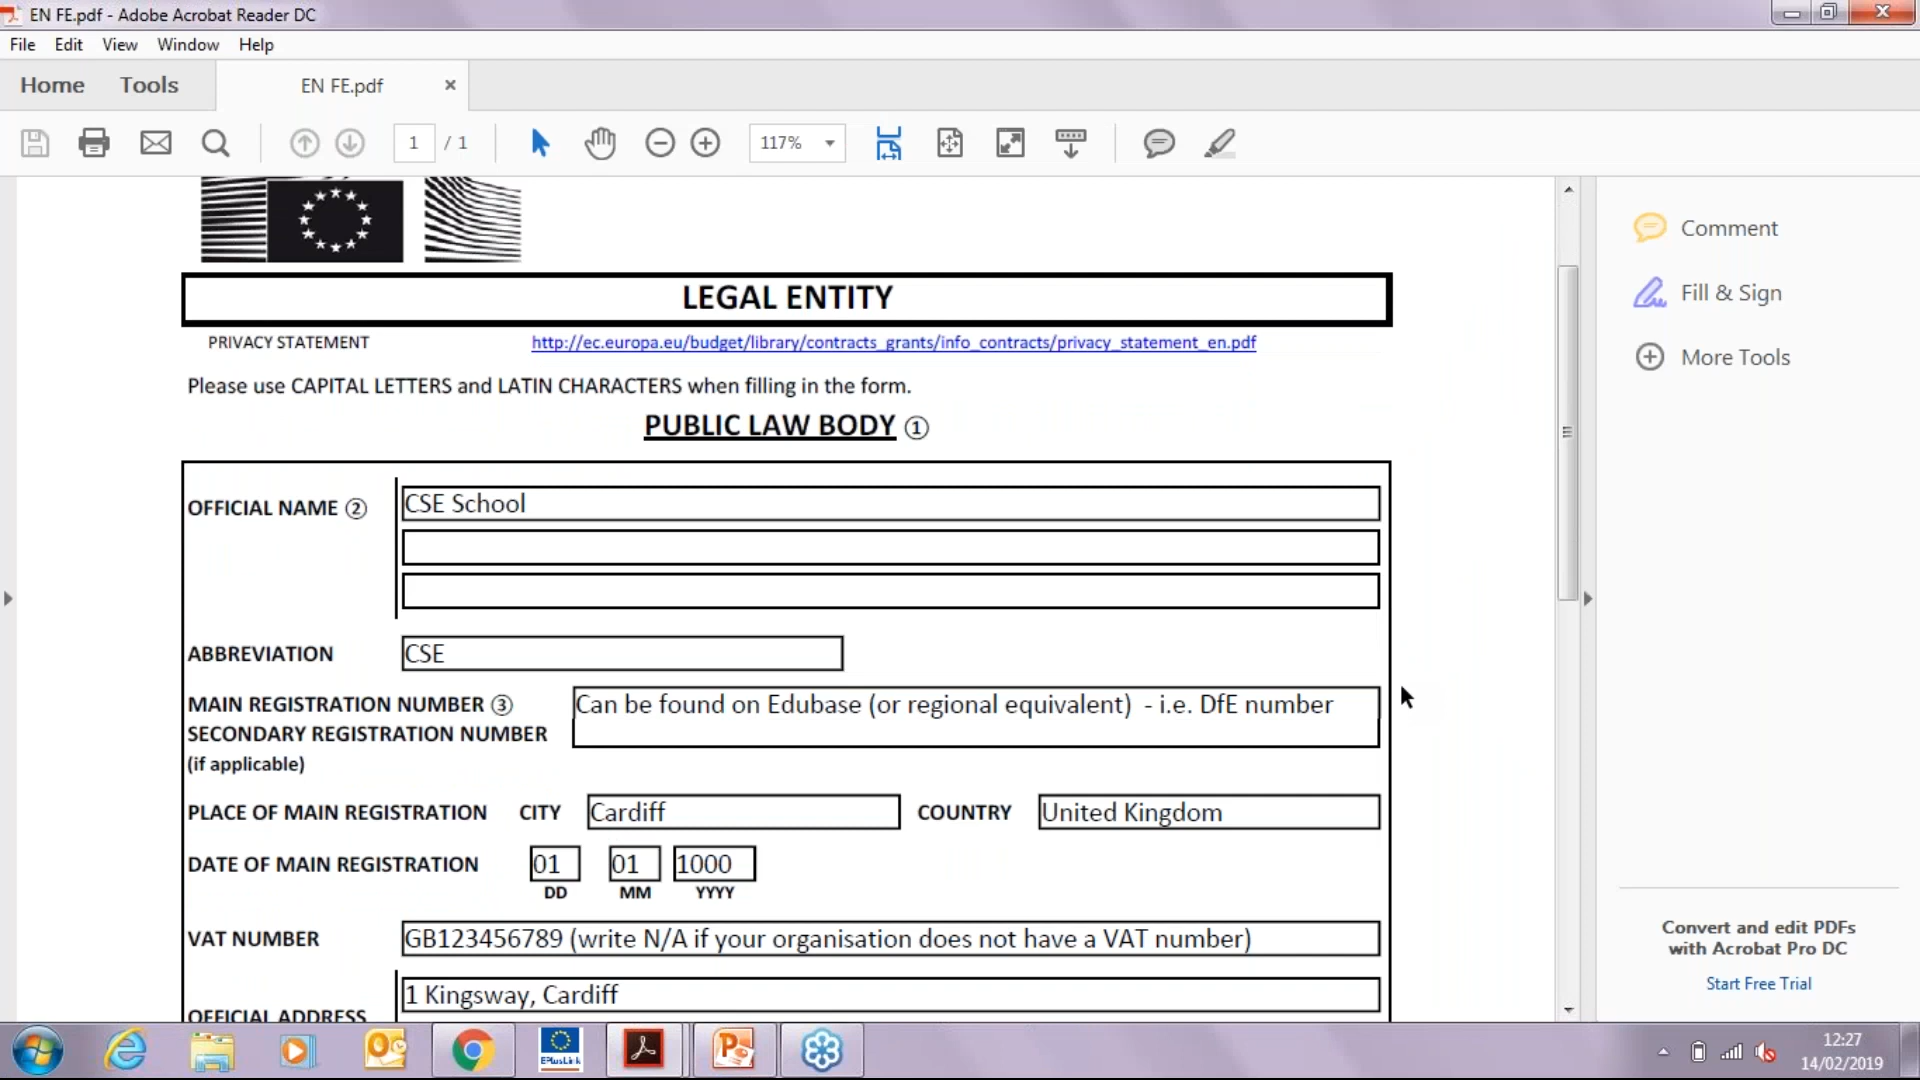 EN FE.pdf - Adobe Acrobat Reader DC
File Edit View Window Help
Home Tools EN FE.pdf
1 / 1 117%
LEGAL ENTITY
PRIVACY STATEMENT http://ec.europa.eu/budget/library/contracts_grants/info_contracts/privacy_statement_en.pdf
Please use CAPITAL LETTERS and LATIN CHARACTERS when filling in the form.
PUBLIC LAW BODY ①
OFFICIAL NAME ② CSE School
ABBREVIATION CSE
MAIN REGISTRATION NUMBER ③ Can be found on Edubase (or regional equivalent) - i.e. DfE number
SECONDARY REGISTRATION NUMBER
(if applicable)
PLACE OF MAIN REGISTRATION CITY Cardiff COUNTRY United Kingdom
DATE OF MAIN REGISTRATION 01 01 1000
DD MM YYYY
VAT NUMBER GB123456789 (write N/A if your organisation does not have a VAT number)
1 Kingsway, Cardiff
OFFICIAL ADDRESS
Comment
Fill & Sign
More Tools
Convert and edit PDFs
with Acrobat Pro DC
Start Free Trial
EPlusLink
12:27
14/02/2019